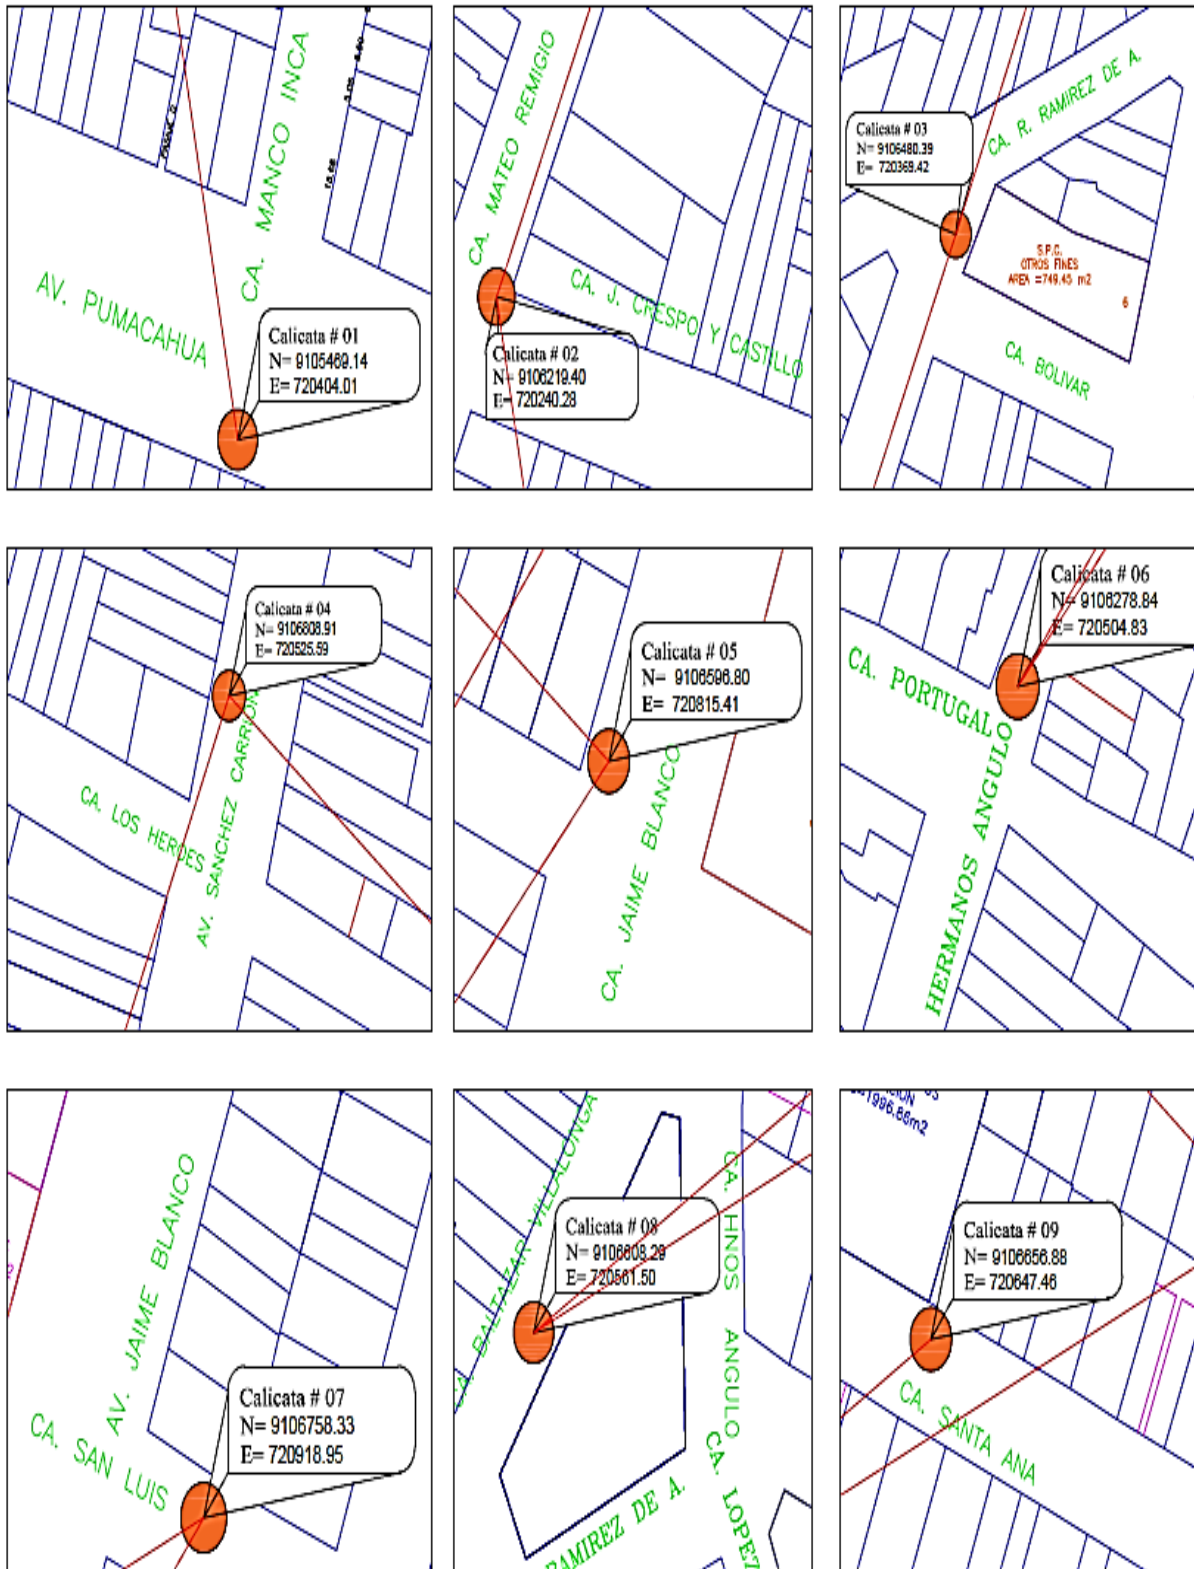 CA. MANCO INCA
AV. PUMACAHUA
Calicata # 01
N= 9105469.14
E= 720404.01
CA. MATEO REMIGIO
CA. J. CRESPO Y CASTILLO
Calicata # 02
N= 9106219.40
E= 720240.28
Calicata # 03
N= 9106480.39
E= 720369.42
CA. R. RAMIREZ DE A.
S.P.C.
OTROS FINES
AREA =749.45 m2
6
CA. BOLIVAR
Calicata # 04
N= 9106808.91
E= 720525.59
CA. LOS HEROES
AV. SANCHEZ CARRION
Calicata # 05
N= 9106596.80
E= 720815.41
CA. JAIME BLANCO
Calicata # 06
N= 9106278.84
E= 720504.83
CA. PORTUGALO
HERMANOS ANGULO
AV. JAIME BLANCO
CA. SAN LUIS
Calicata # 07
N= 9106758.33
E= 720918.95
BALTAZAR VILLALONGA
Calicata # 08
N= 9106608.29
E= 720561.50
CA. HNOS ANGULO
CA. LOPEZ
RAMIREZ DE A.
1996.86m2
Calicata # 09
N= 9106656.88
E= 720647.46
CA. SANTA ANA